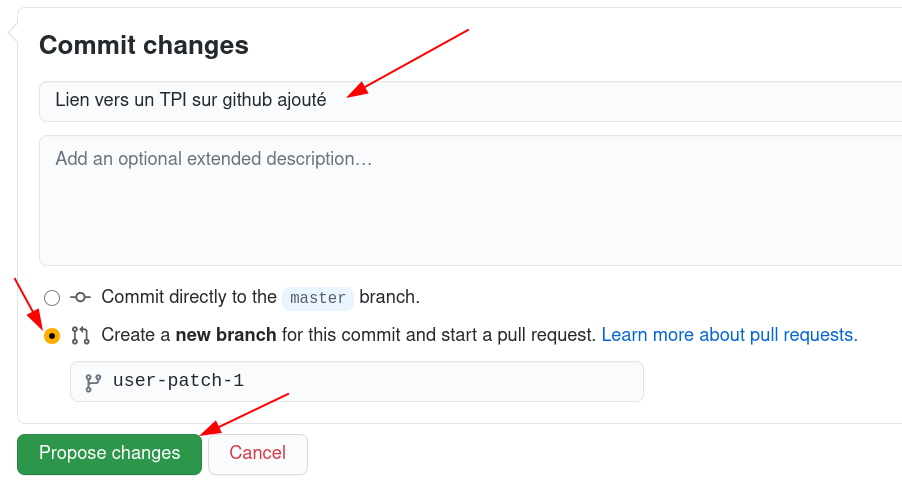 Commit changes
Lien vers un TPI sur github ajouté
Add an optional extended description…
Commit directly to the master branch.
Create a new branch for this commit and start a pull request. Learn more about pull requests.
user-patch-1
Propose changes Cancel